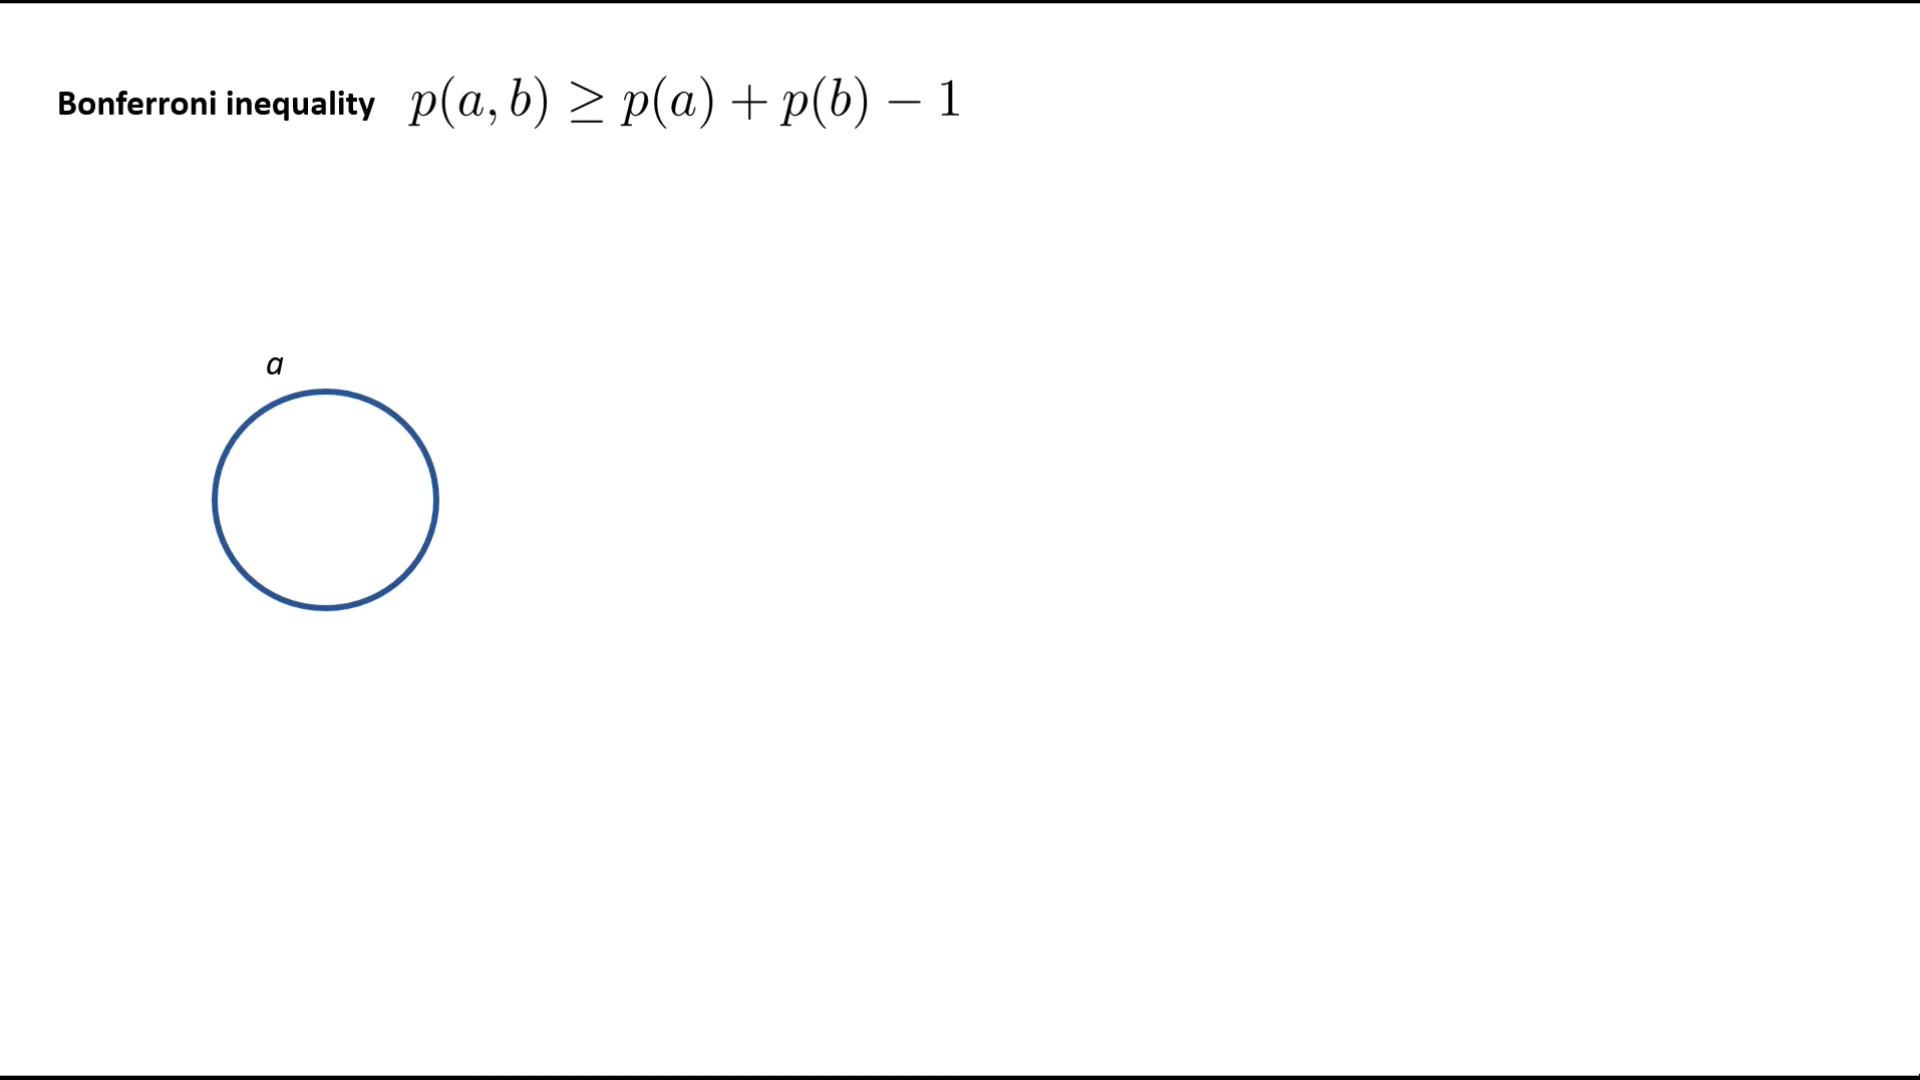 Bonferroni inequality p(a, b) ≥ p(a) + p(b) − 1
a